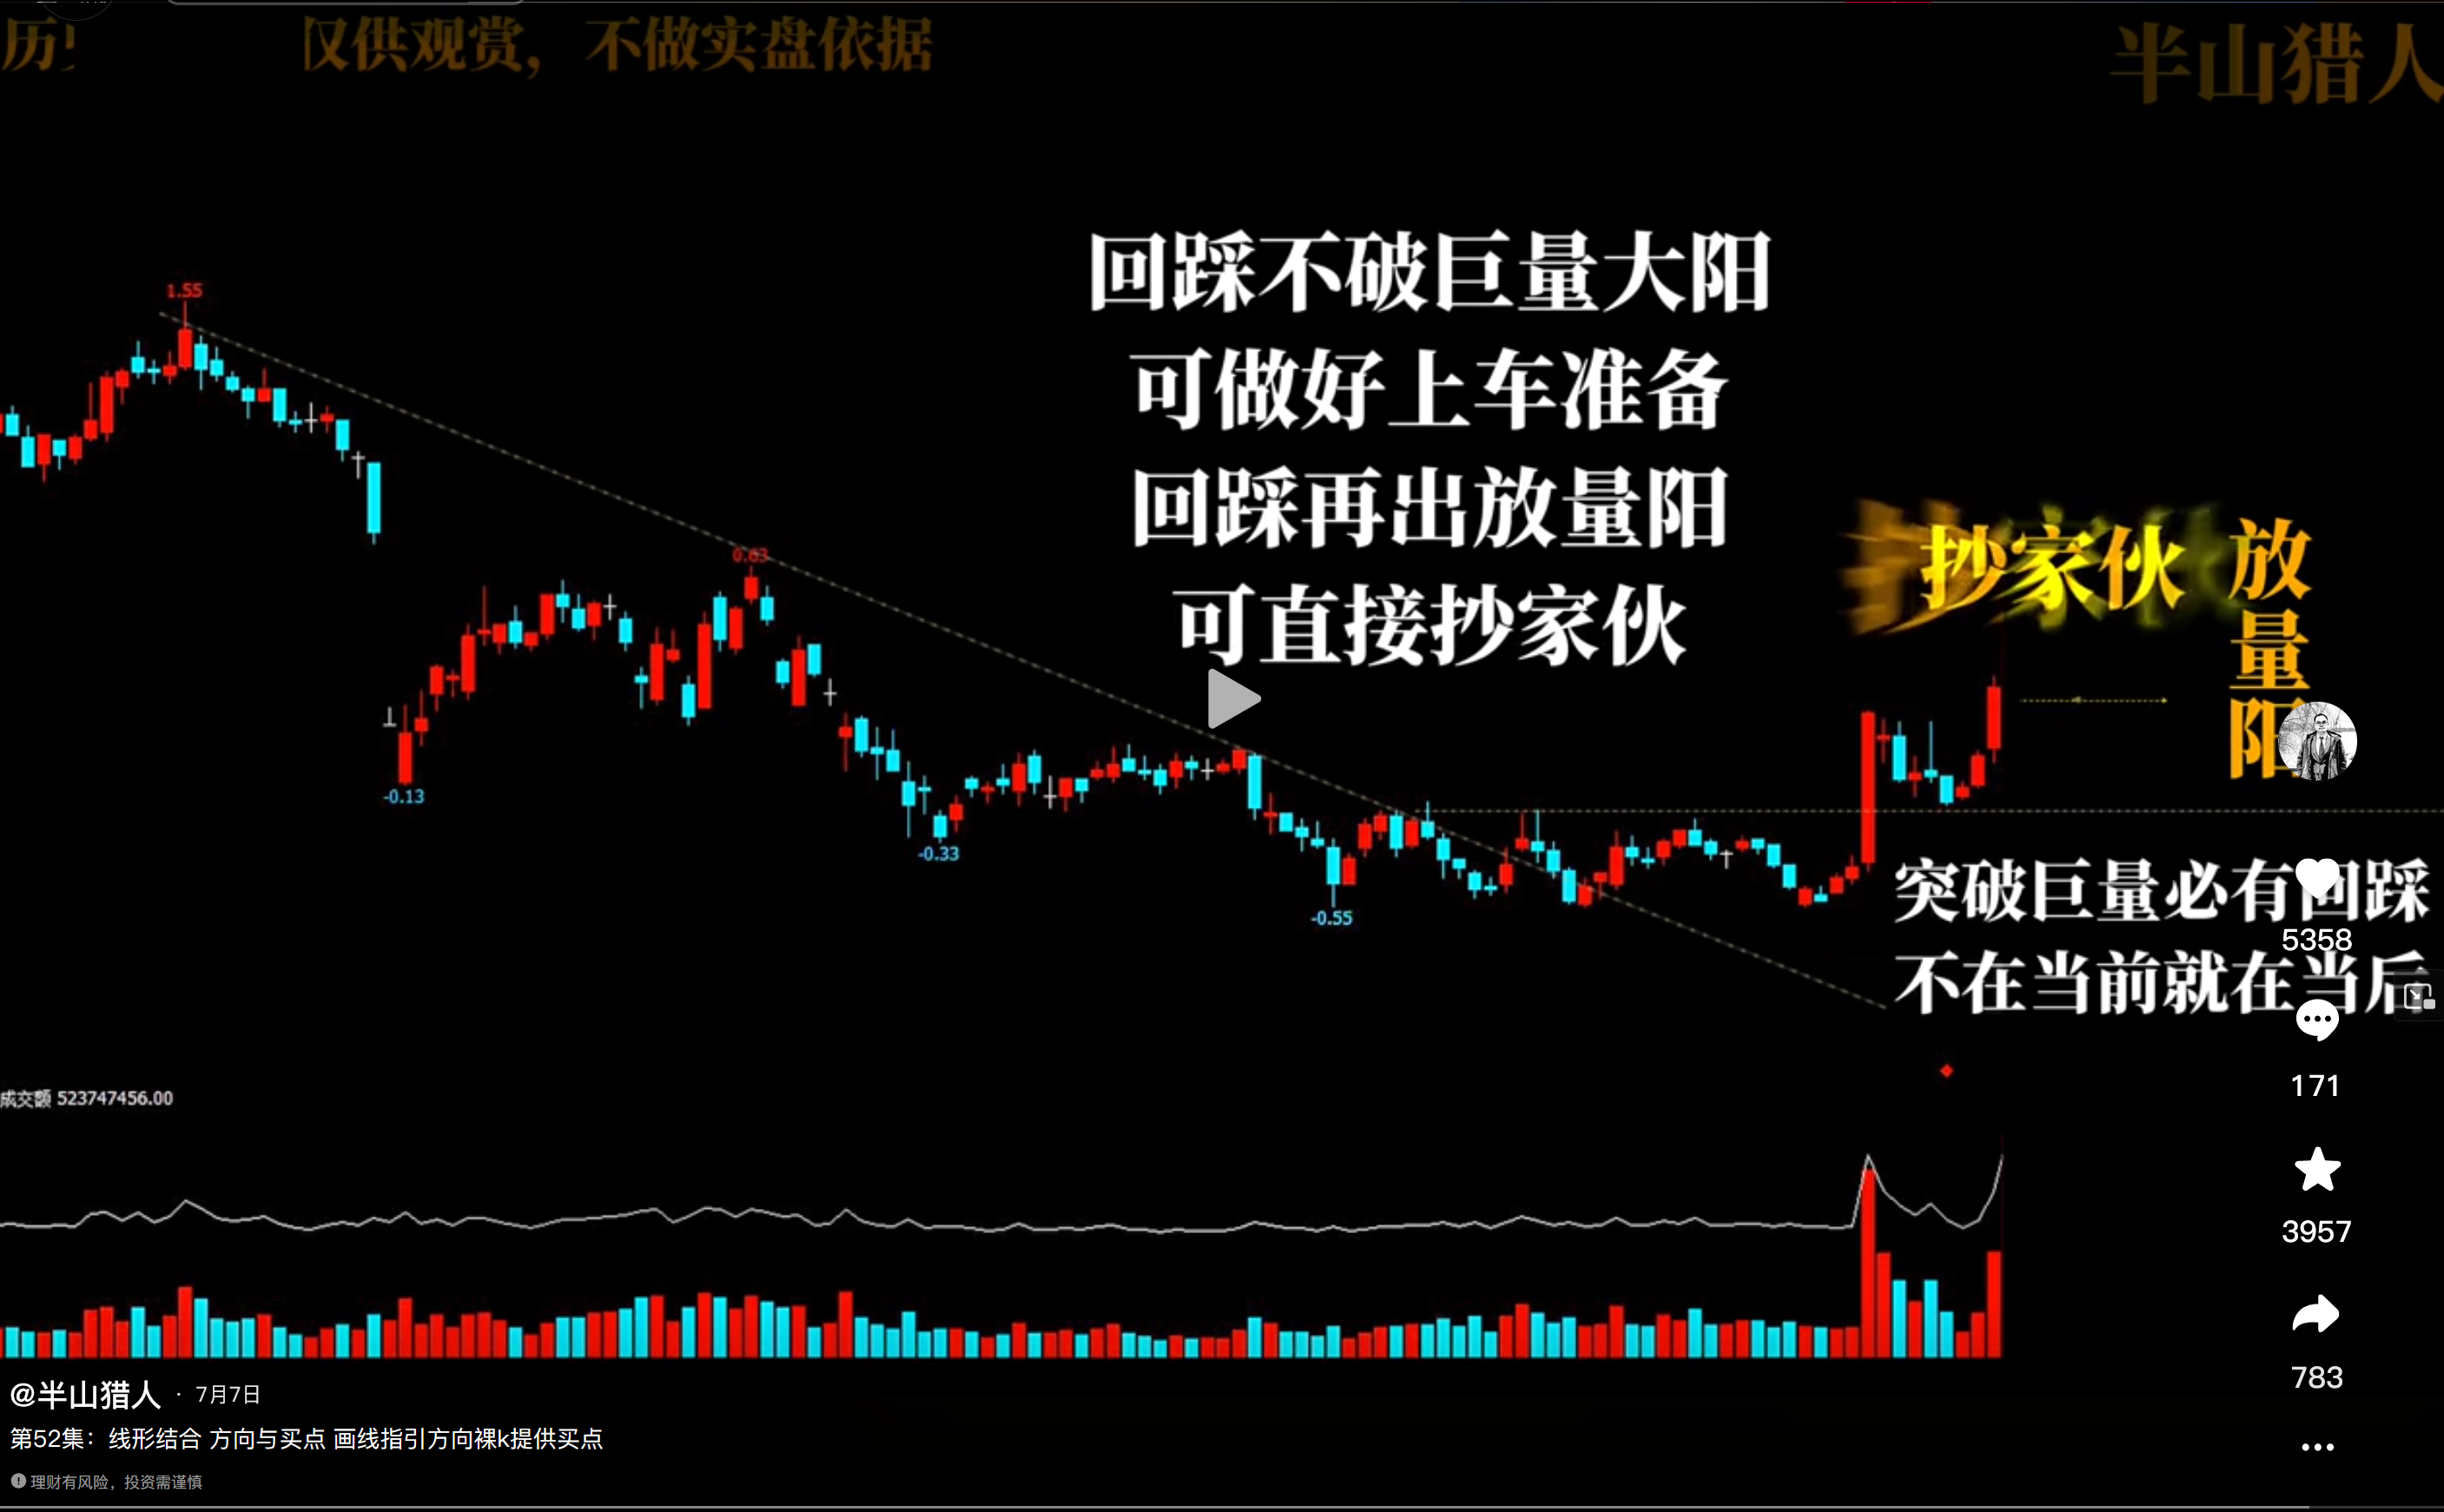 仅供观赏，不做实盘依据
半山猎人
回踩不破巨量大阳
可做好上车准备
回踩再出放量阳
可直接抄家伙
抄家伙
放量阳
1.55
0.63
-0.13
-0.33
-0.55
突破巨量必有回踩
不在当前就在当后
5358
171
3957
783
成交额 523747456.00
@半山猎人 · 7月7日
第52集：线形结合 方向与买点 画线指引方向裸k提供买点
理财有风险，投资需谨慎